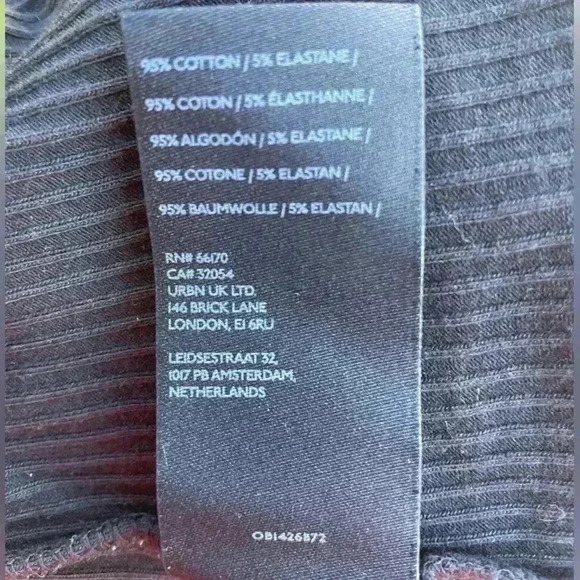 95% COTTON / 5% ELASTANE /
95% COTON / 5% ÉLASTHANNE /
95% ALGODÓN / 5% ELASTANE /
95% COTONE / 5% ELASTAN /
95% BAUMWOLLE / 5% ELASTAN /
RN# 66170
CA# 32054
URBN UK LTD.
146 BRICK LANE
LONDON, E1 6RU
LEIDSESTRAAT 32,
1017 PB AMSTERDAM,
NETHERLANDS
OB1426872